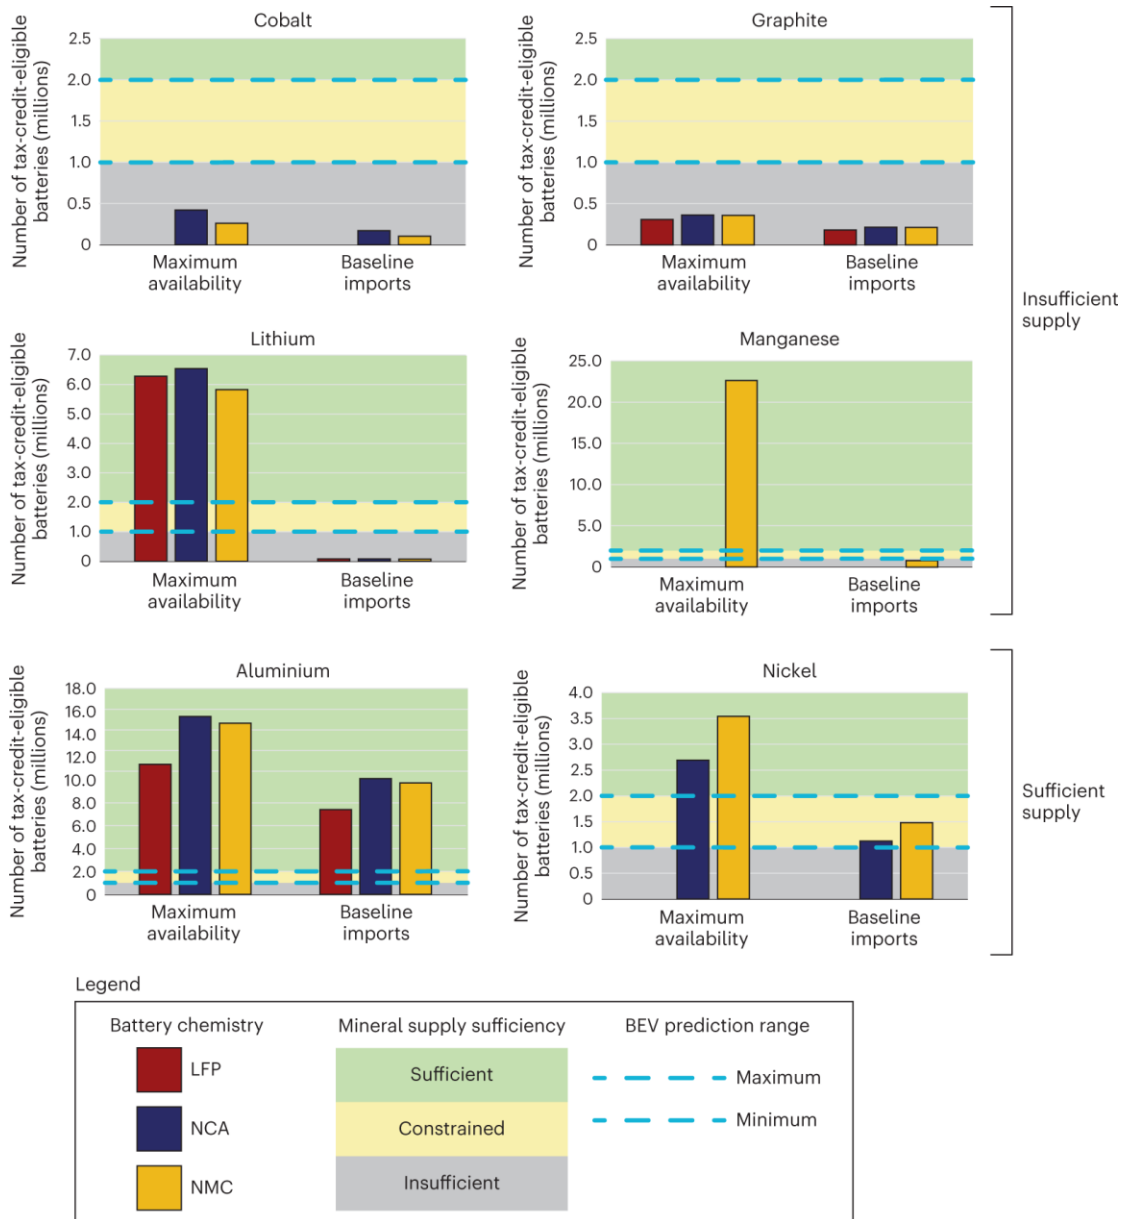 Cobalt
Number of tax-credit-eligible
batteries (millions)
2.5
2.0
1.5
1.0
0.5
0
Maximum
availability
Baseline
imports
Graphite
Number of tax-credit-eligible
batteries (millions)
2.5
2.0
1.5
1.0
0.5
0
Maximum
availability
Baseline
imports
Lithium
Number of tax-credit-eligible
batteries (millions)
7.0
6.0
5.0
4.0
3.0
2.0
1.0
0
Maximum
availability
Baseline
imports
Manganese
Number of tax-credit-eligible
batteries (millions)
25.0
20.0
15.0
10.0
5.0
0
Maximum
availability
Baseline
imports
Insufficient
supply
Aluminium
Number of tax-credit-eligible
batteries (millions)
18.0
16.0
14.0
12.0
10.0
8.0
6.0
4.0
2.0
0
Maximum
availability
Baseline
imports
Nickel
Number of tax-credit-eligible
batteries (millions)
4.0
3.5
3.0
2.5
2.0
1.5
1.0
0.5
0
Maximum
availability
Baseline
imports
Sufficient
supply
Legend
Battery chemistry
LFP
NCA
NMC
Mineral supply sufficiency
Sufficient
Constrained
Insufficient
BEV prediction range
Maximum
Minimum